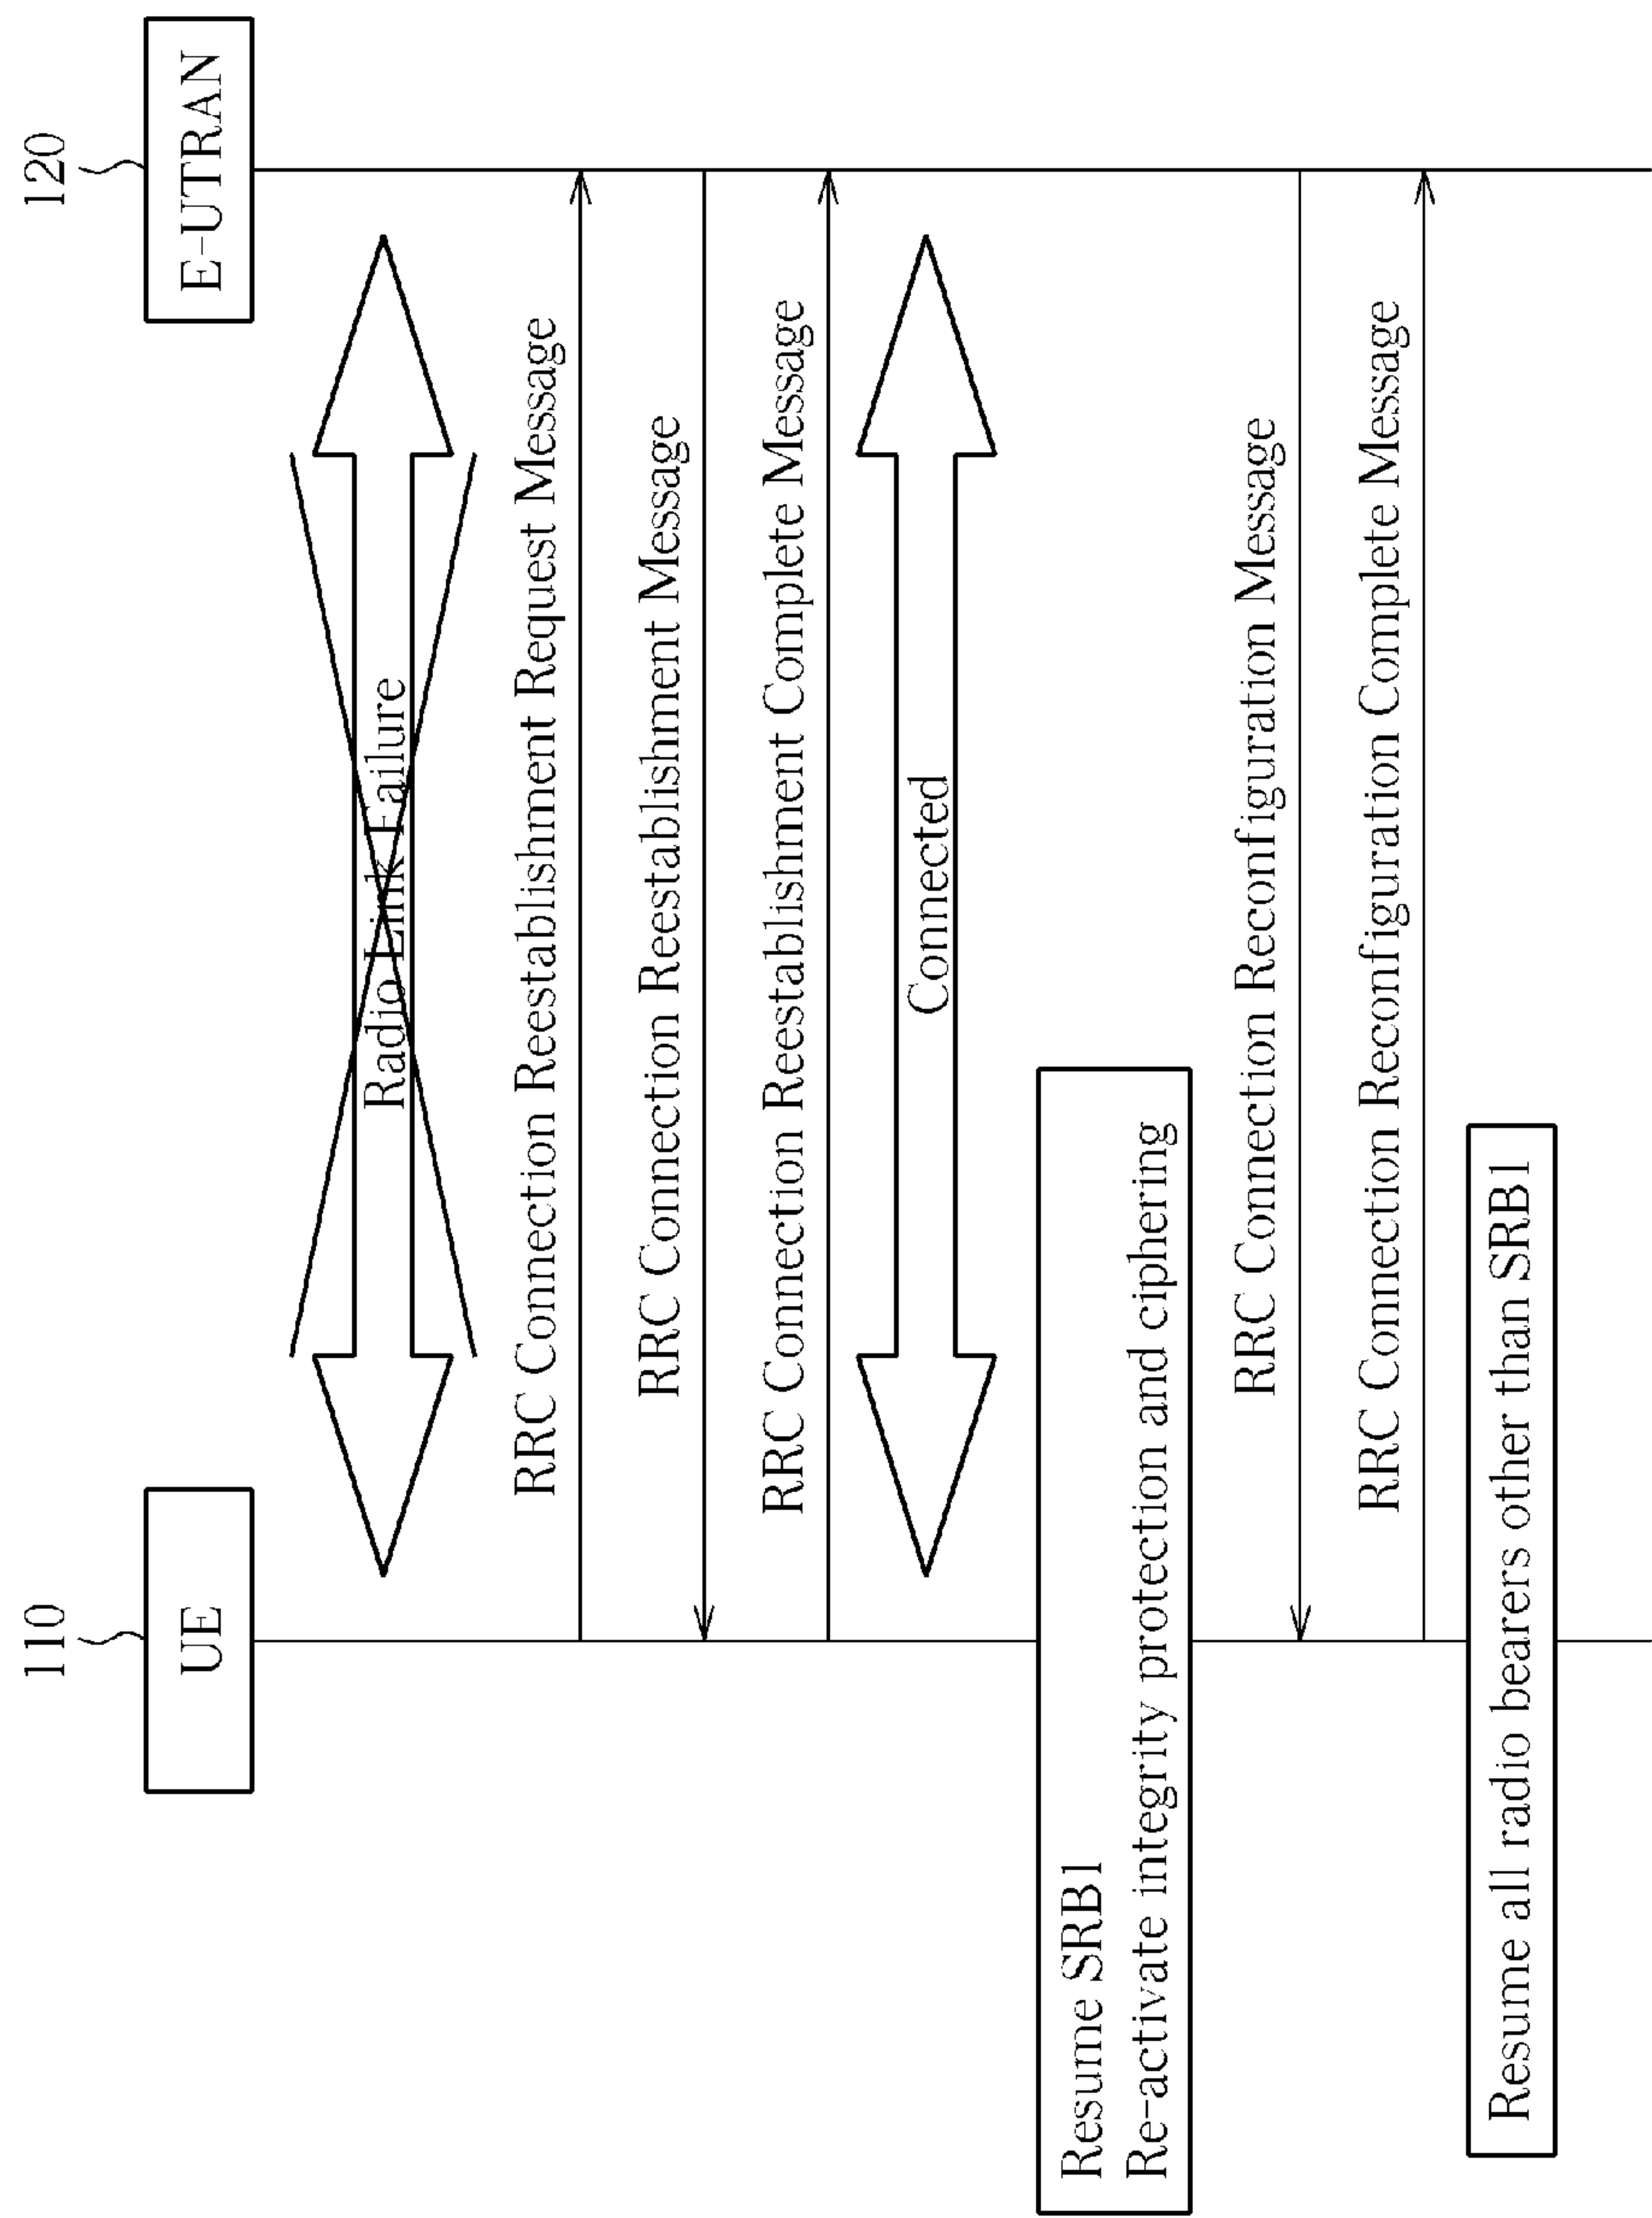 110
120
UE
E-UTRAN
Radio Link Failure
RRC Connection Reestablishment Request Message
RRC Connection Reestablishment Message
RRC Connection Reestablishment Complete Message
Connected
Resume SRB1
Re-activate integrity protection and ciphering
RRC Connection Reconfiguration Message
RRC Connection Reconfiguration Complete Message
Resume all radio bearers other than SRB1